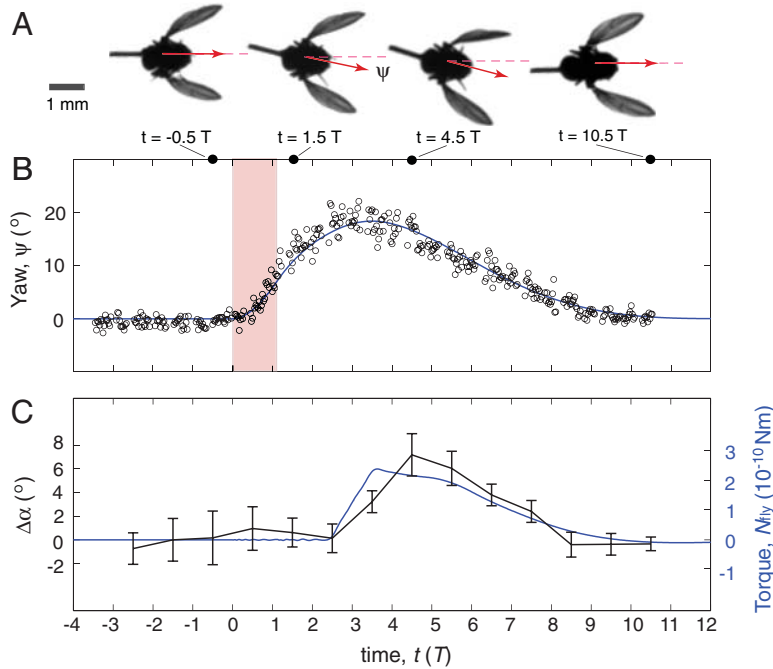 A
ψ
1 mm
t = -0.5 T
t = 1.5 T
t = 4.5 T
t = 10.5 T
B
Yaw, ψ (°)
20
10
0
C
Δα (°)
8
6
4
2
0
-2
3
2
1
0
-1
Torque, Nfly (10-10 Nm)
-4 -3 -2 -1 0 1 2 3 4 5 6 7 8 9 10 11 12
time, t (T)